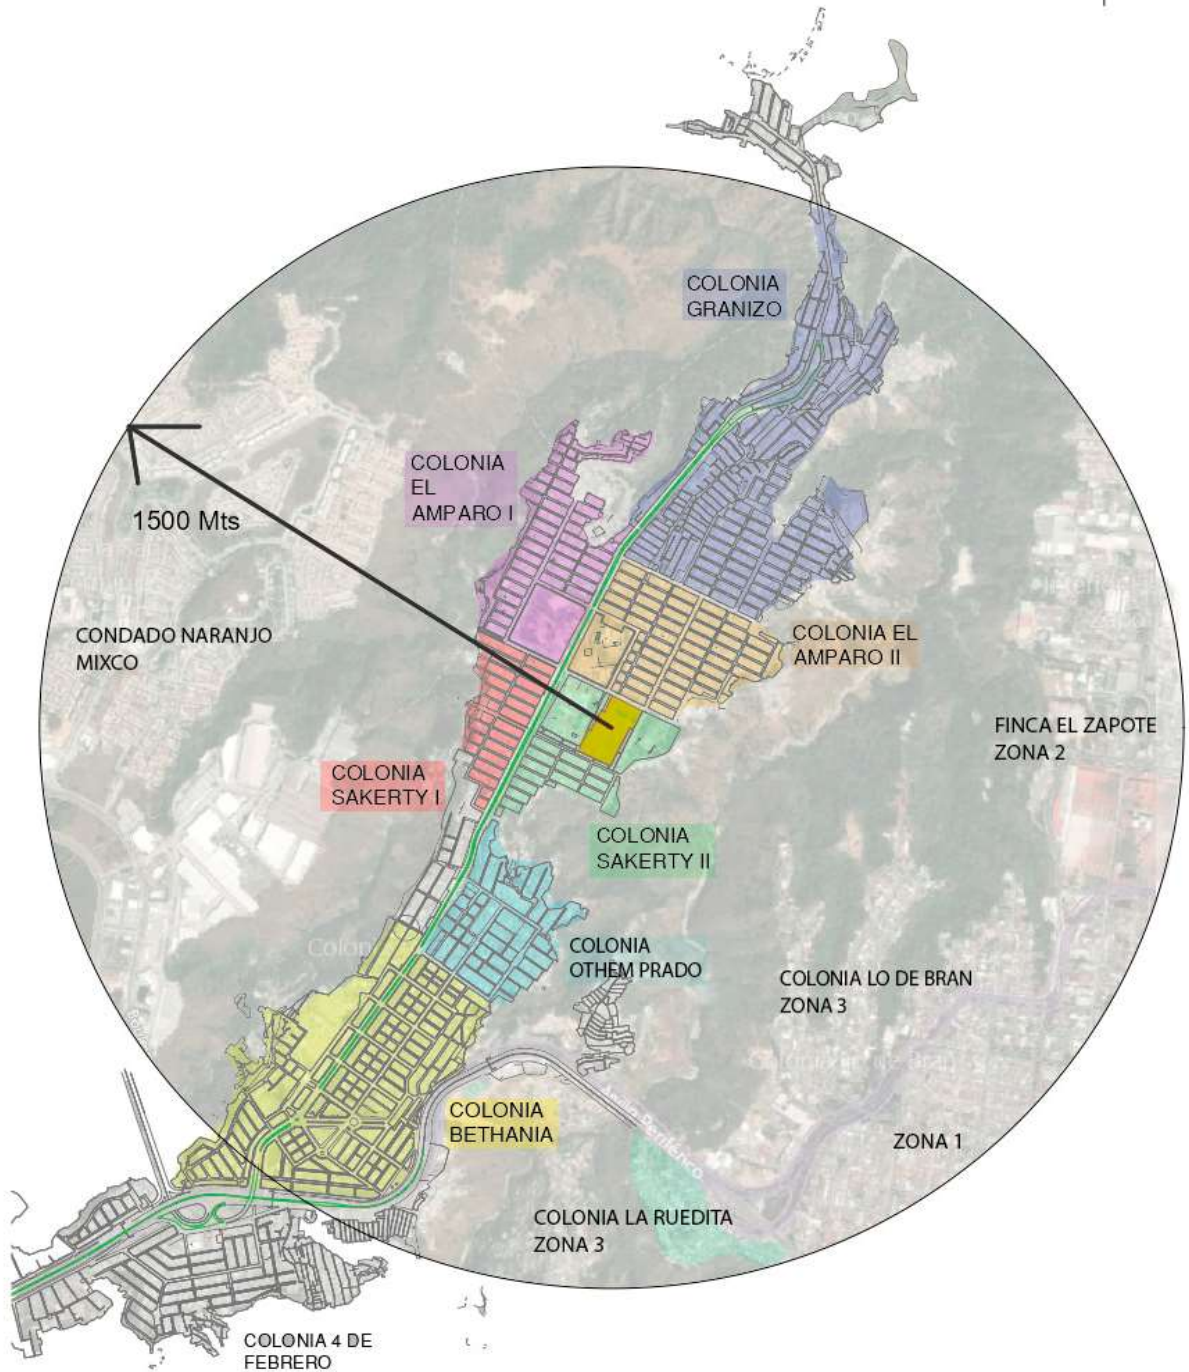 COLONIA
GRANIZO
COLONIA
EL
AMPARO I
1500 Mts
CONDADO NARANJO
MIXCO
COLONIA EL
AMPARO II
FINCA EL ZAPOTE
ZONA 2
COLONIA
SAKERTY I
COLONIA
SAKERTY II
COLONIA
OTHEM PRADO
COLONIA LO DE BRAN
ZONA 3
COLONIA
BETHANIA
Periférico
ZONA 1
COLONIA LA RUEDITA
ZONA 3
COLONIA 4 DE
FEBRERO